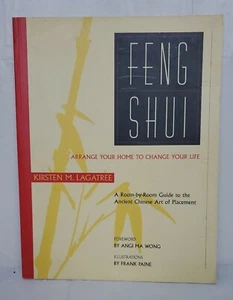 FENG
SHUI
ARRANGE YOUR HOME TO CHANGE YOUR LIFE
KIRSTEN M. LAGATREE
A Room-by-Room Guide to the
Ancient Chinese Art of Placement
FOREWORD
BY ANGI MA WONG
ILLUSTRATIONS
BY FRANK PAINE